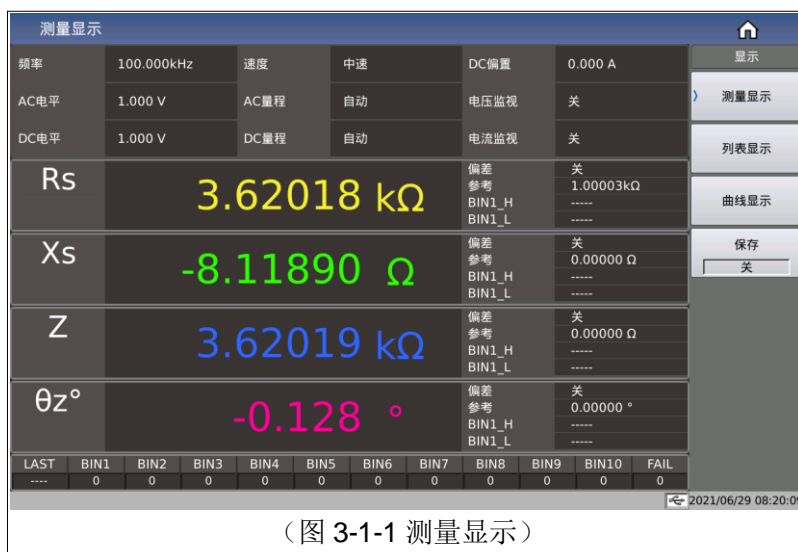 测量显示
频率 100.000kHz 速度 中速 DC偏置 0.000 A
AC电平 1.000 V AC量程 自动 电压监视 关
DC电平 1.000 V DC量程 自动 电流监视 关
Rs 3.62018 kΩ
偏差 关
参考 1.00003kΩ
BIN1_H -----
BIN1_L -----
Xs -8.11890 Ω
偏差 关
参考 0.00000 Ω
BIN1_H -----
BIN1_L -----
Z 3.62019 kΩ
偏差 关
参考 0.00000 Ω
BIN1_H -----
BIN1_L -----
θz° -0.128 °
偏差 关
参考 0.00000 °
BIN1_H -----
BIN1_L -----
LAST BIN1 BIN2 BIN3 BIN4 BIN5 BIN6 BIN7 BIN8 BIN9 BIN10 FAIL
---- 0 0 0 0 0 0 0 0 0 0 0
显示
测量显示
列表显示
曲线显示
保存
关
2021/06/29 08:20:09
（图 3-1-1 测量显示）